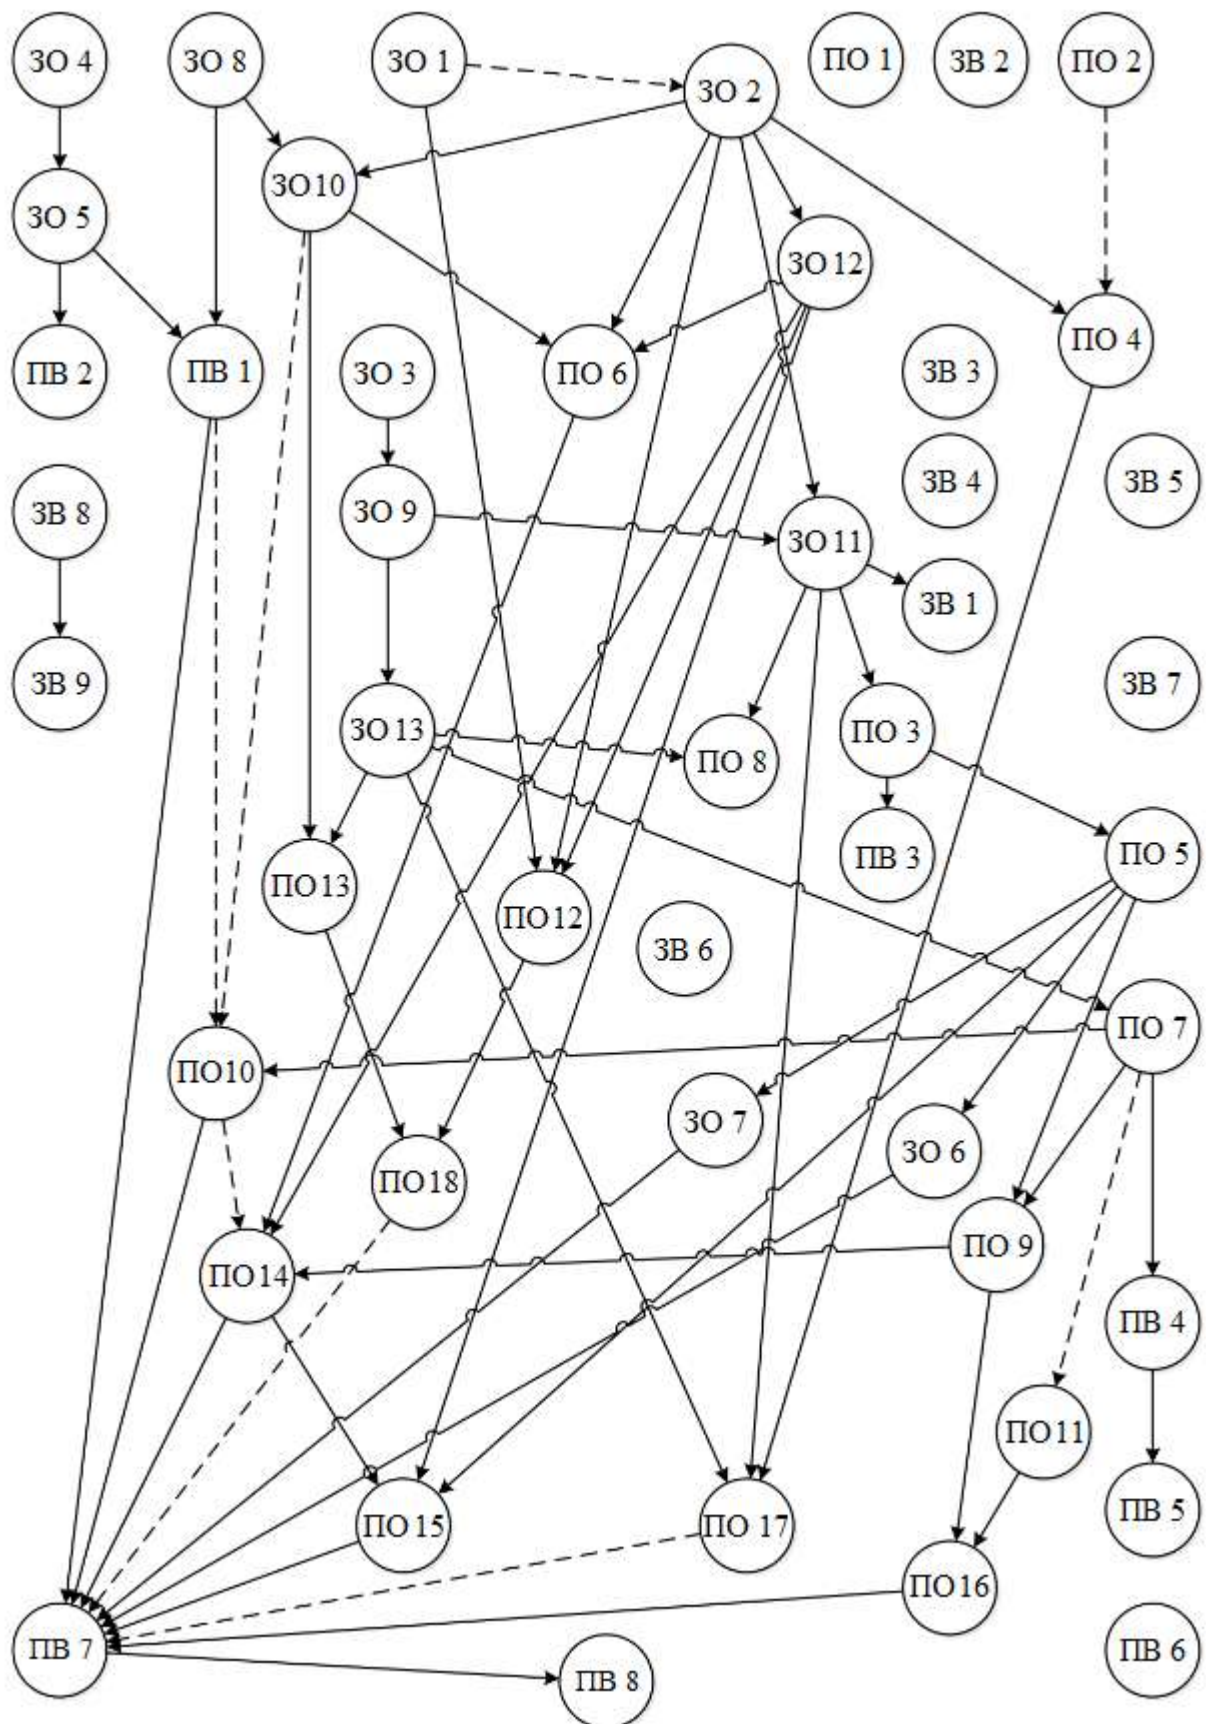 ЗО 4
ЗО 8
ЗО 1
ЗО 2
ПО 1
ЗВ 2
ПО 2
ЗО 10
ЗО 5
ЗО 12
ПО 4
ПВ 2
ПВ 1
ЗО 3
ПО 6
ЗВ 3
ЗВ 8
ЗО 9
ЗО 11
ЗВ 4
ЗВ 5
ЗВ 1
ЗВ 9
ЗО 13
ПО 8
ПО 3
ЗВ 7
ПО 13
ПО 12
ЗВ 6
ПВ 3
ПО 5
ПО 10
ПО 7
ЗО 7
ЗО 6
ПО 18
ПО 14
ПО 9
ПВ 4
ПО 11
ПО 15
ПО 17
ПВ 5
ПО 16
ПВ 7
ПВ 8
ПВ 6